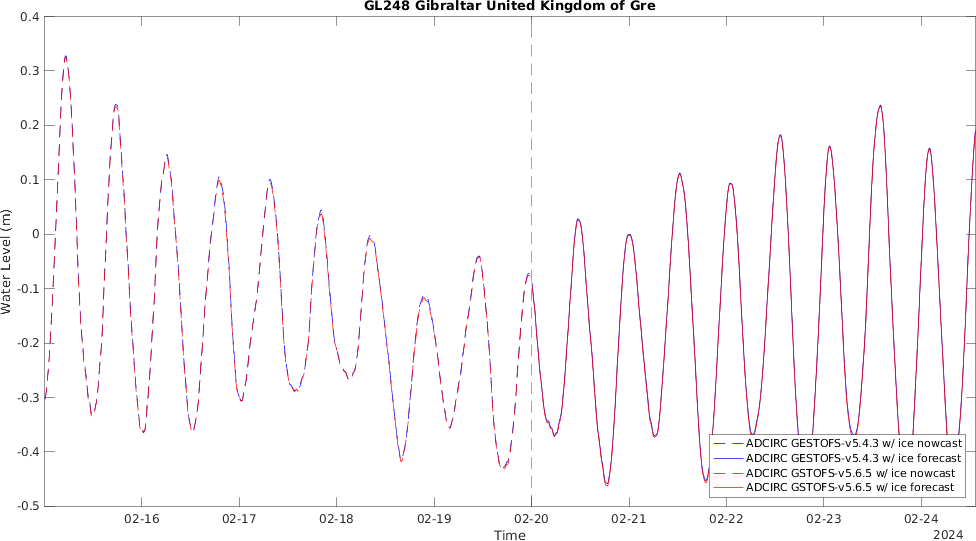 GL248 Gibraltar United Kingdom of Gre
0.4
0.3
0.2
0.1
0
-0.1
-0.2
-0.3
-0.4
-0.5
Water Level (m)
ADCIRC GESTOFS-v5.4.3 w/ ice nowcast
ADCIRC GESTOFS-v5.4.3 w/ ice forecast
ADCIRC GSTOFS-v5.6.5 w/ ice nowcast
ADCIRC GSTOFS-v5.6.5 w/ ice forecast
02-16 02-17 02-18 02-19 02-20 02-21 02-22 02-23 02-24
Time
2024